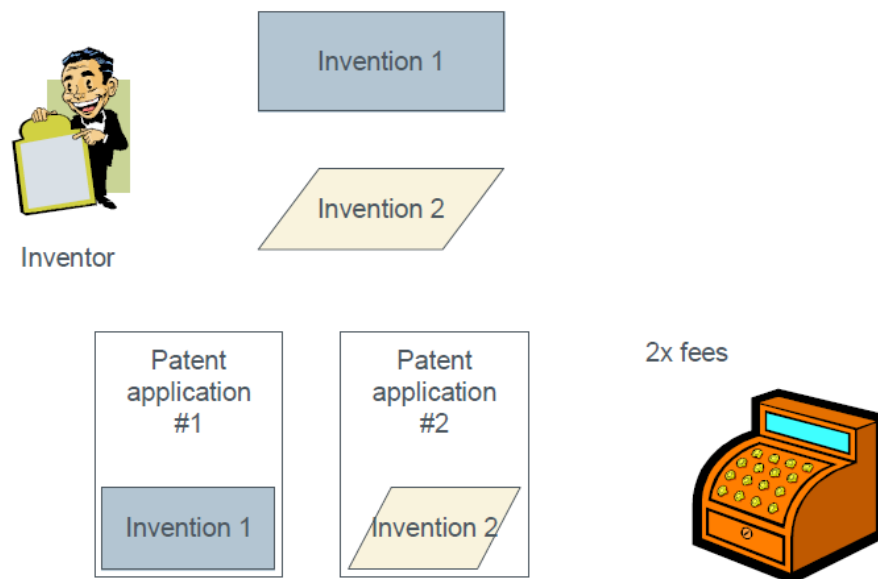 Invention 1
Invention 2
Inventor
Patent
application
#1
Patent
application
#2
2x fees
Invention 1
Invention 2